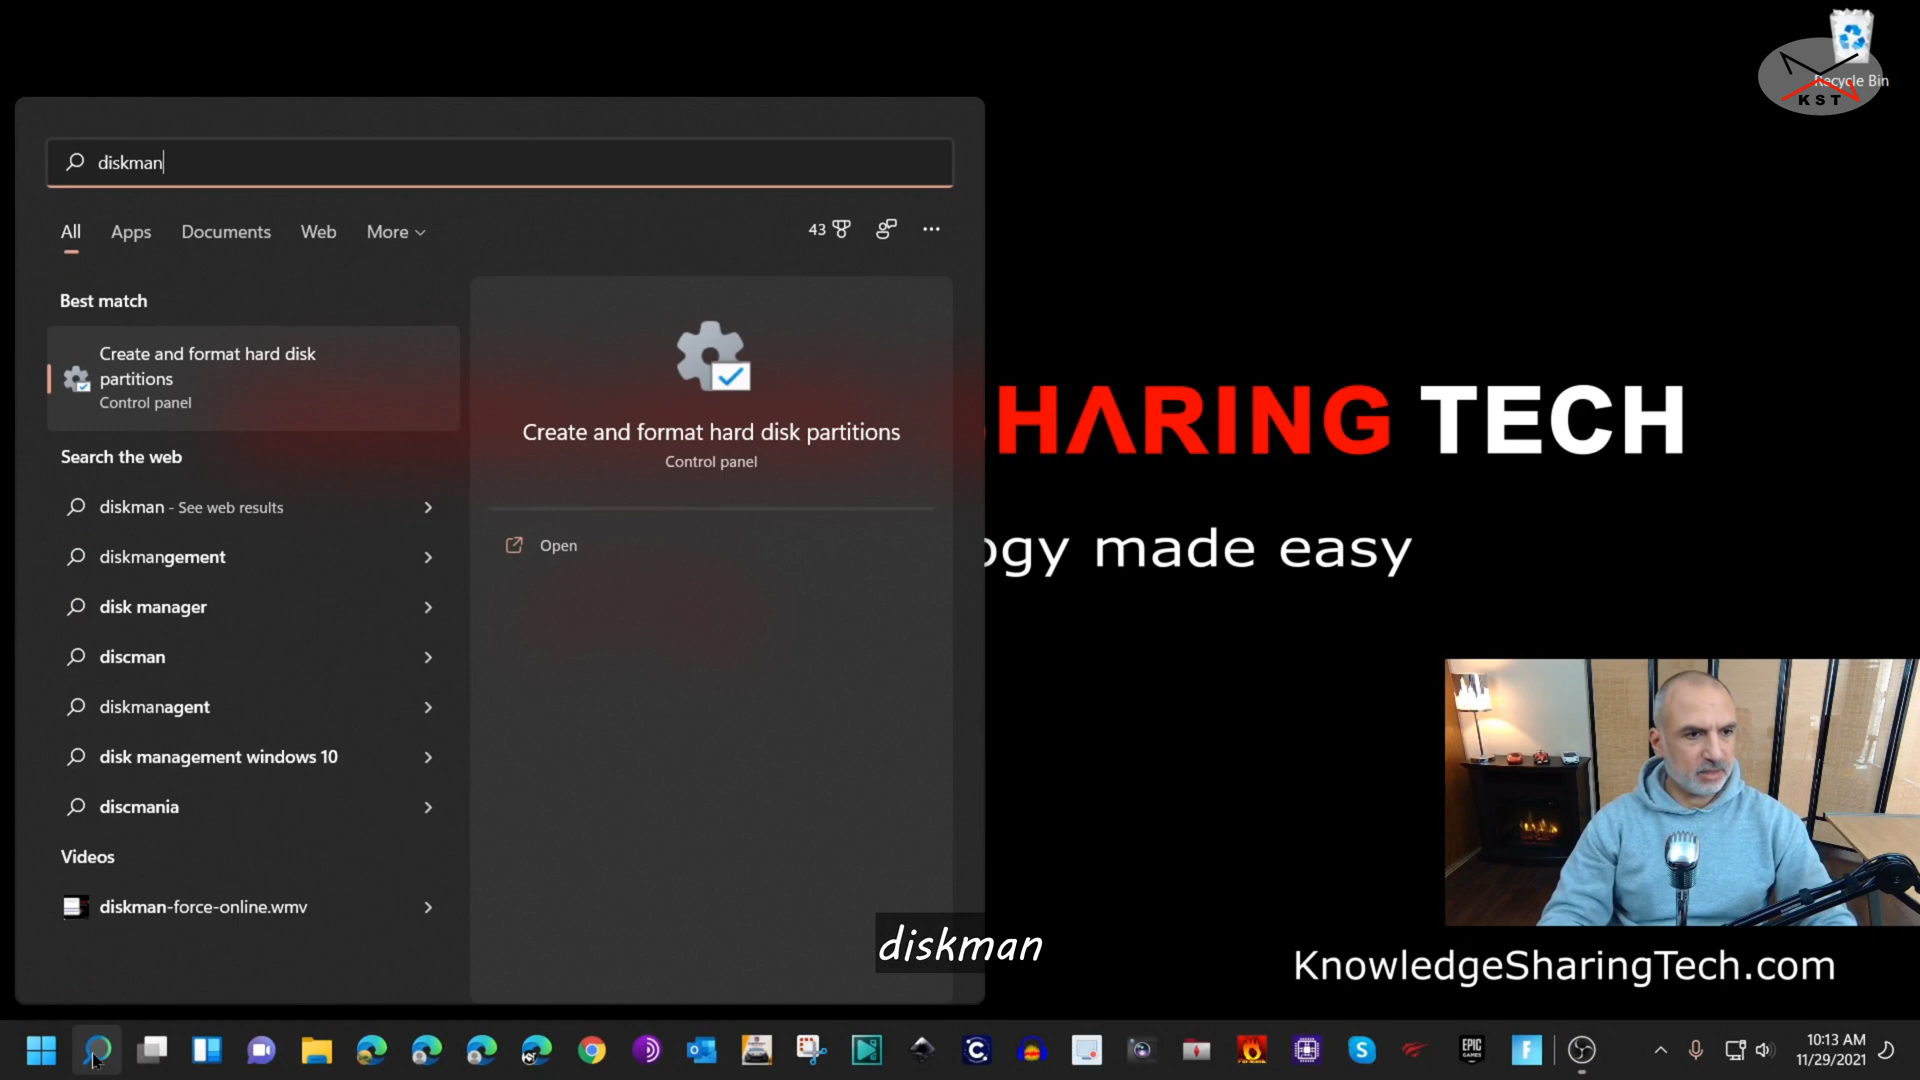 Recycle Bin
KST
diskman
All Apps Documents Web More
43
Best match
Create and format hard disk
partitions
Control panel
Search the web
diskman - See web results
diskmangement
disk manager
discman
diskmanagent
disk management windows 10
discmania
Videos
diskman-force-online.wmv
Create and format hard disk partitions
Control panel
Open
HARING TECH
ogy made easy
diskman
KnowledgeSharingTech.com
EPIC
GAMES
10:13 AM
11/29/2021